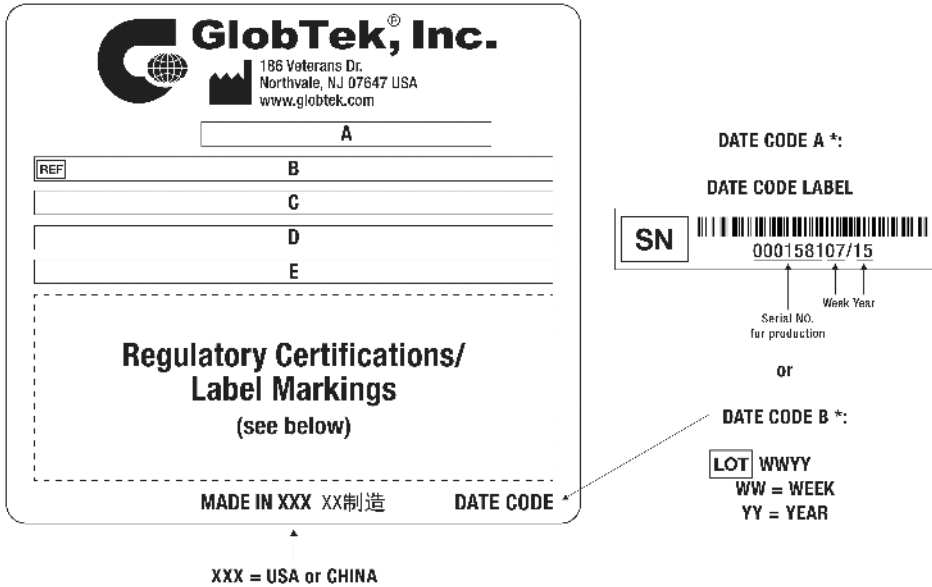 GlobTek,® Inc.
186 Veterans Dr.
Northvale, NJ 07647 USA
www.globtek.com
A
REF B
C
D
E
Regulatory Certifications/
Label Markings
(see below)
MADE IN XXX XX制造 DATE CODE
XXX = USA or CHINA
DATE CODE A *:
DATE CODE LABEL
SN
00015810 7/15
Week Year
Serial NO.
for production
or
DATE CODE B *:
LOT WWYY
WW = WEEK
YY = YEAR